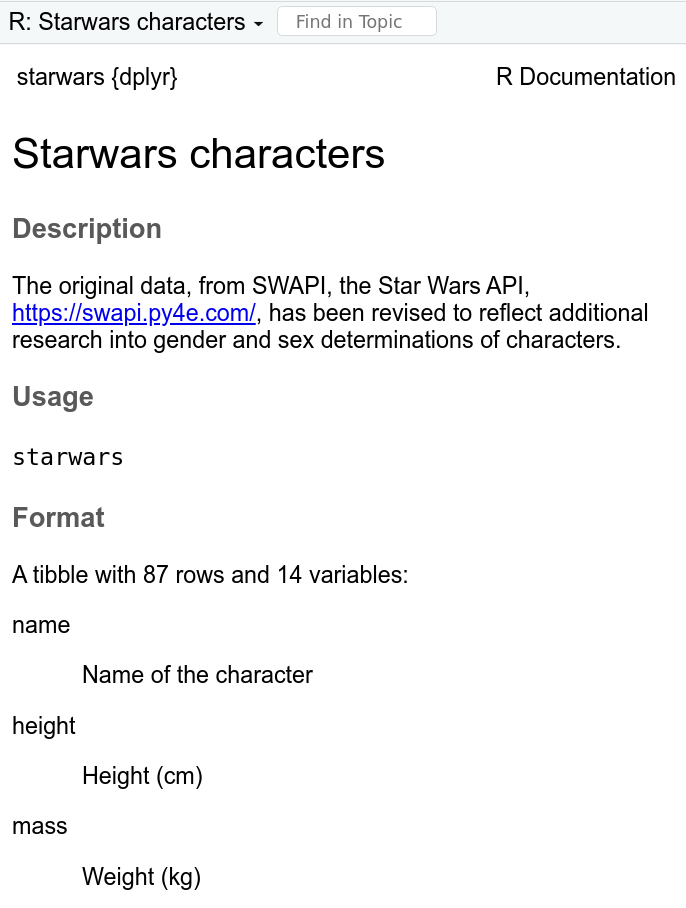 R: Starwars characters
Find in Topic
starwars {dplyr} R Documentation
Starwars characters
Description
The original data, from SWAPI, the Star Wars API,
https://swapi.py4e.com/, has been revised to reflect additional
research into gender and sex determinations of characters.
Usage
starwars
Format
A tibble with 87 rows and 14 variables:
name
Name of the character
height
Height (cm)
mass
Weight (kg)